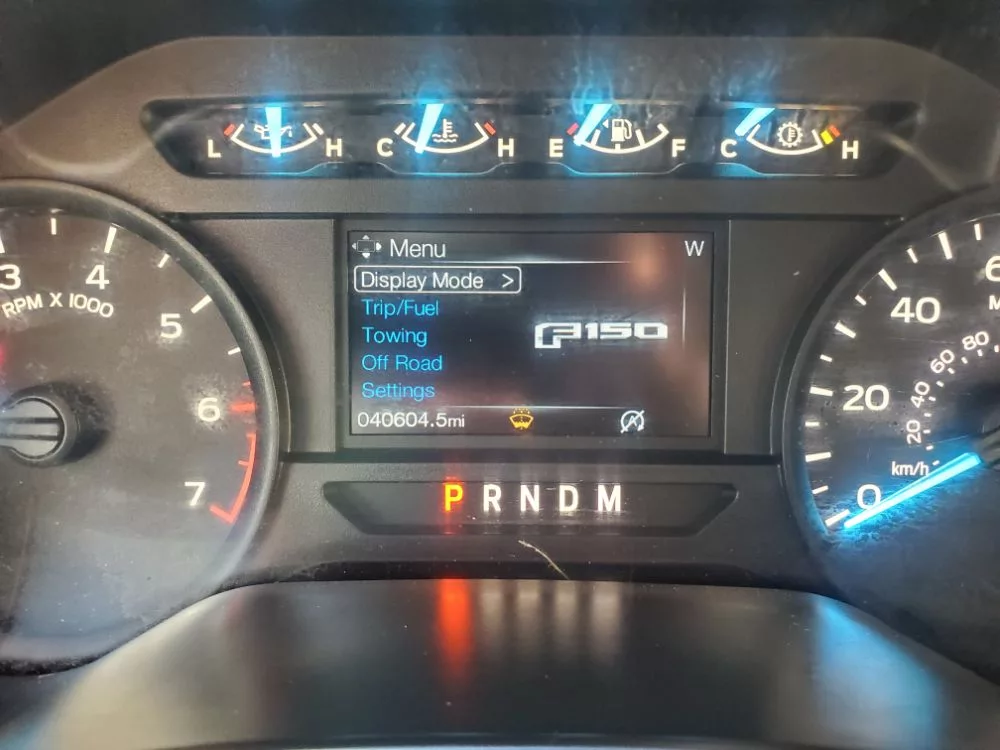 L H C H E F C H
Menu W
Display Mode >
Trip/Fuel
Towing
Off Road
Settings
F150
040604.5mi
3 4 5 6 7
RPM X 1000
P R N D M
0 20 40
km/h 20 40 60 80